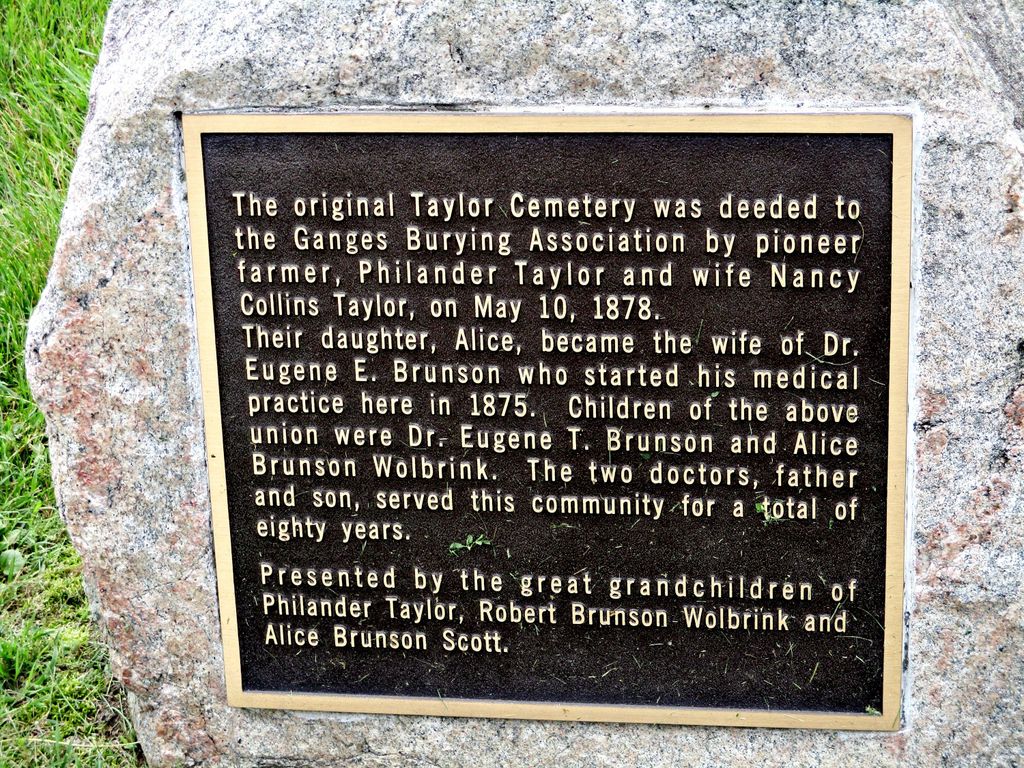 The original Taylor Cemetery was deeded to
the Ganges Burying Association by pioneer
farmer, Philander Taylor and wife Nancy
Collins Taylor, on May 10, 1878.
Their daughter, Alice, became the wife of Dr.
Eugene E. Brunson who started his medical
practice here in 1875. Children of the above
union were Dr. Eugene T. Brunson and Alice
Brunson Wolbrink. The two doctors, father
and son, served this community for a total of
eighty years.
Presented by the great grandchildren of
Philander Taylor, Robert Brunson Wolbrink and
Alice Brunson Scott.